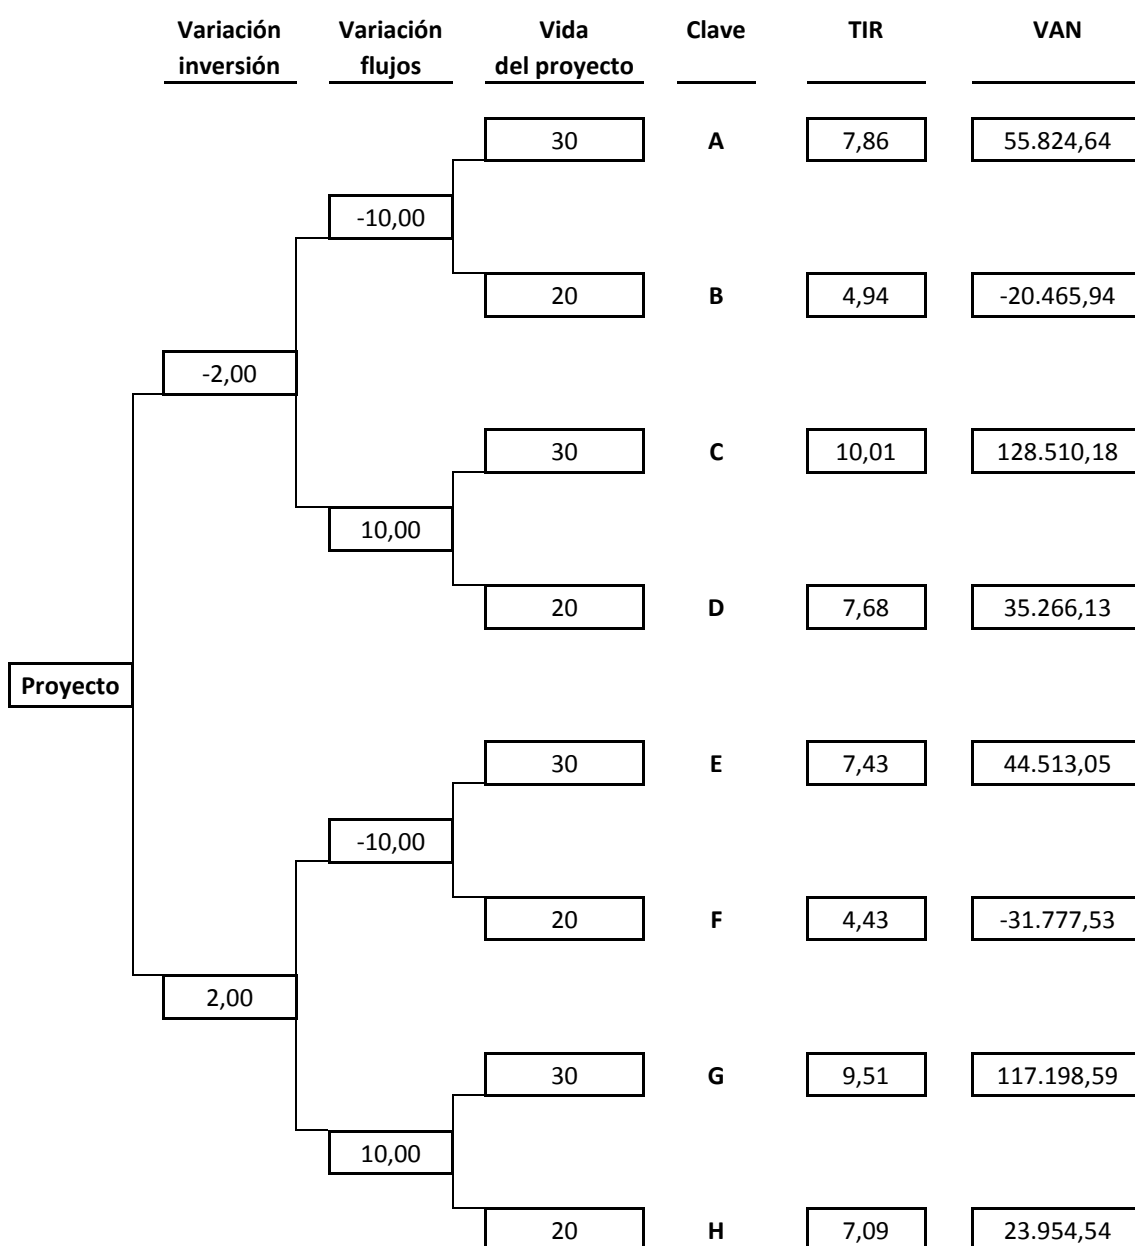 Variación Variación Vida Clave TIR VAN
inversión flujos del proyecto
30 A 7,86 55.824,64
-10,00
20 B 4,94 -20.465,94
-2,00
30 C 10,01 128.510,18
10,00
20 D 7,68 35.266,13
Proyecto
30 E 7,43 44.513,05
-10,00
20 F 4,43 -31.777,53
2,00
30 G 9,51 117.198,59
10,00
20 H 7,09 23.954,54